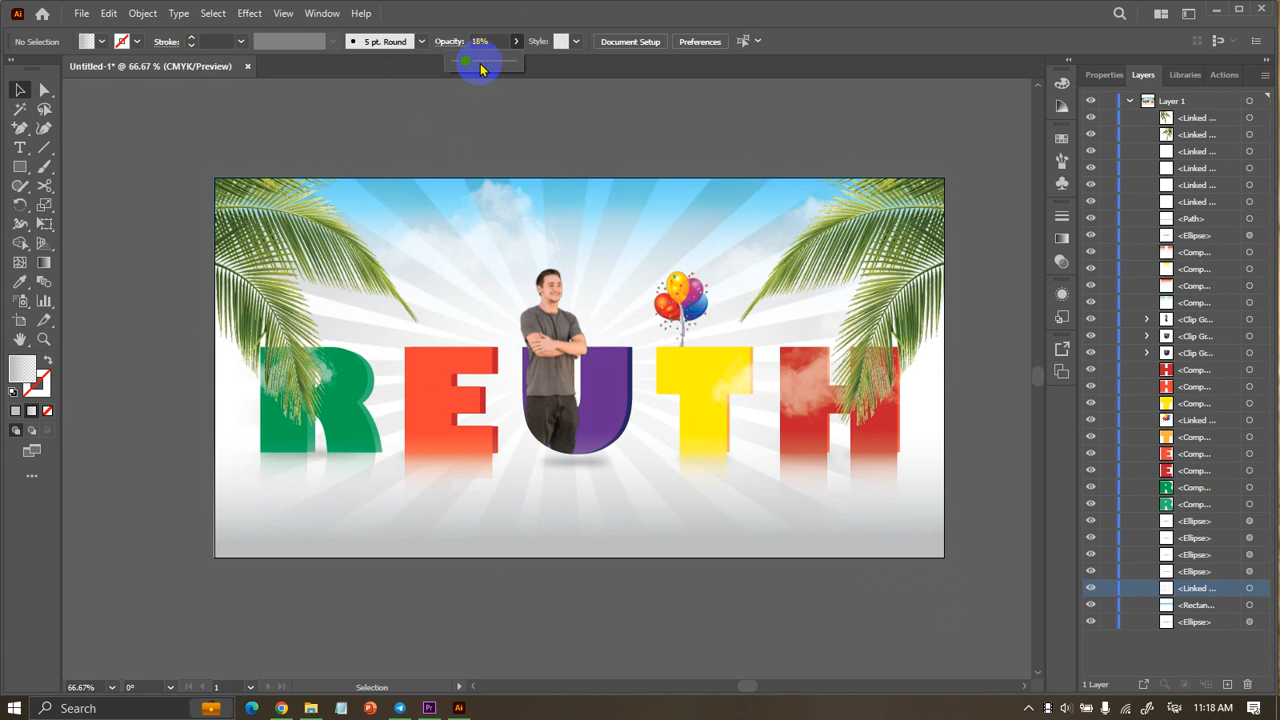 Ai File Edit Object Type Select Effect View Window Help
No Selection Stroke: 5 pt. Round Opacity: 18% Style: Document Setup Preferences
Untitled-1* @ 66.67 % (CMYK/Preview) ×
Properties Layers Libraries Actions
Layer 1
<Linked ...
<Linked ...
<Linked ...
<Linked ...
<Linked ...
<Linked ...
<Path>
<Ellipse>
<Comp...
<Comp...
<Comp...
<Comp...
<Clip Gr...
<Clip Gr...
<Clip Gr...
<Comp...
<Comp...
<Comp...
<Linked ...
<Comp...
<Comp...
<Comp...
<Comp...
<Comp...
<Ellipse>
<Ellipse>
<Ellipse>
<Ellipse>
<Linked ...
<Rectan...
<Ellipse>
REUTH
1 Layer
66.67% 0° 1 Selection
Search Pr Ai 11:18 AM